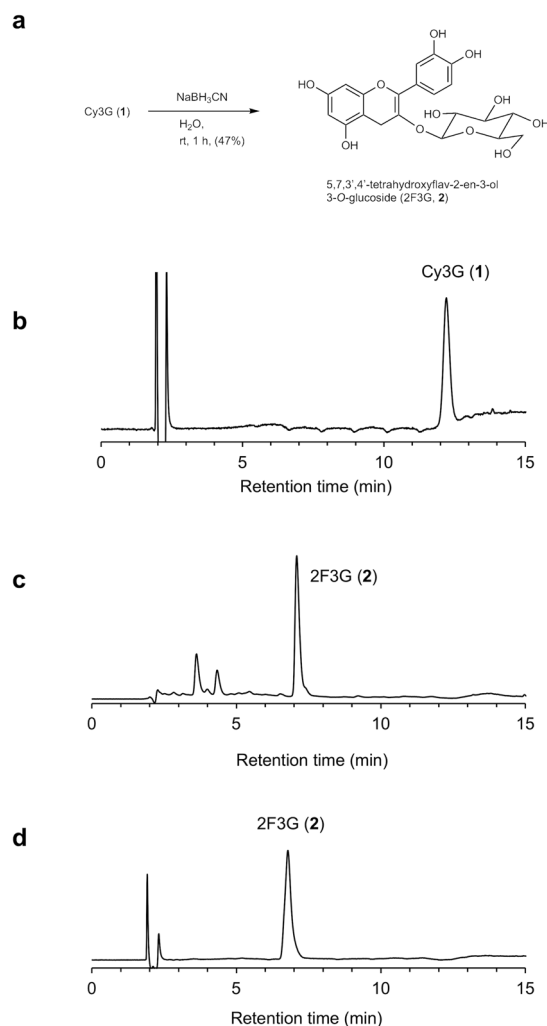 a
Cy3G (1)
NaBH3CN
H2O,
rt, 1 h, (47%)
HO
OH
O
OH
OH
O
HO
OH
O
OH
HO
5,7,3',4'-tetrahydroxyflav-2-en-3-ol
3-O-glucoside (2F3G, 2)
b
Cy3G (1)
0 5 10 15
Retention time (min)
c
2F3G (2)
0 5 10 15
Retention time (min)
d
2F3G (2)
0 5 10 15
Retention time (min)